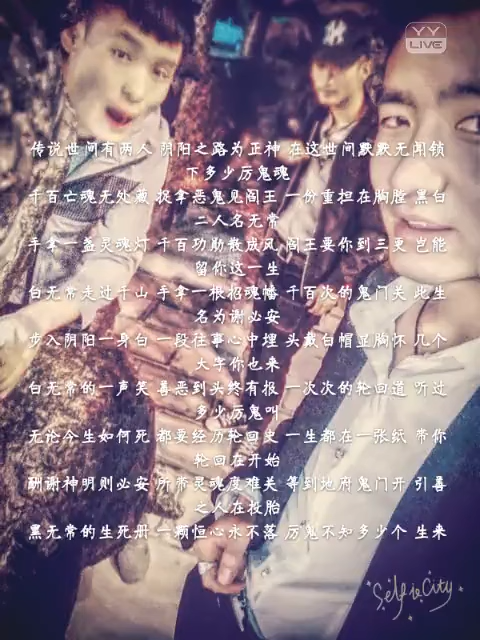 YY
LIVE
传说世间有两人 阴阳之路为正神 在这世间默默无闻锁
下多少厉鬼魂
千百亡魂无处藏 捉拿恶鬼见阎王 一份重担在胸膛 黑白
二人名无常
手拿一盏灵魂灯 千百功勋散成风 阎王要你到三更 岂能
留你这一生
白无常走过千山 手拿一根招魂幡 千百次的鬼门关 此生
名为谢必安
步入阴阳一身白 一段往事心中埋 头戴白帽显胸怀 几个
大字你也来
白无常的一声笑 善恶到头终有报 一次次的轮回道 听过
多少厉鬼叫
无论今生如何死 都要经历轮回史 一生都在一张纸 带你
轮回在开始
酬谢神明则必安 所带灵魂度难关 等到地府鬼门开 引善
之人在投胎
黑无常的生死册 一颗恒心永不落 厉鬼不知多少个 生来
SelfieCity